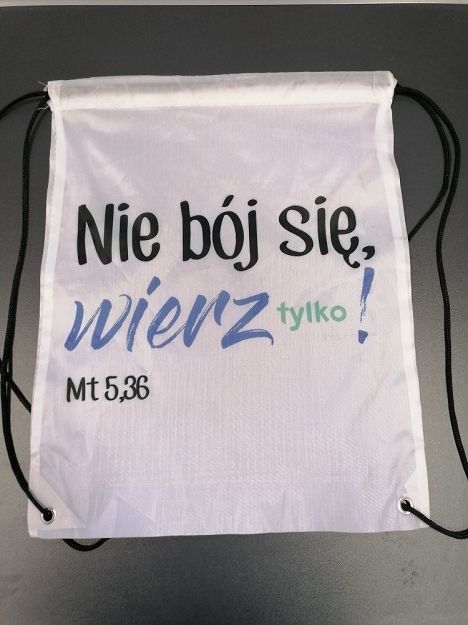 Nie bój się,
wierz tylko!
Mt 5,36